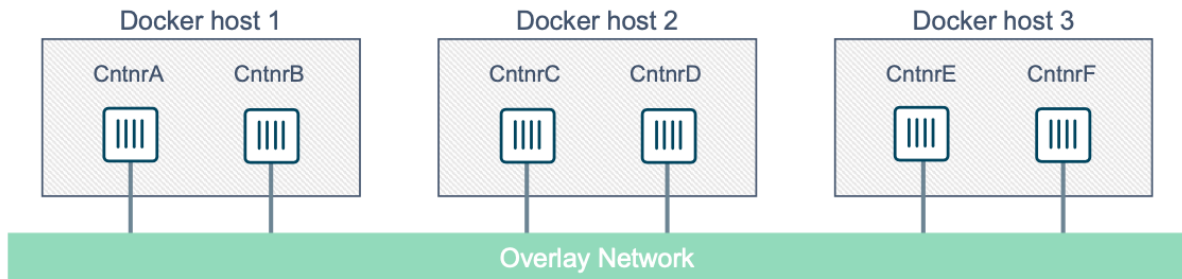 Docker host 1 Docker host 2 Docker host 3
CntnrA CntnrB CntnrC CntnrD CntnrE CntnrF
Overlay Network